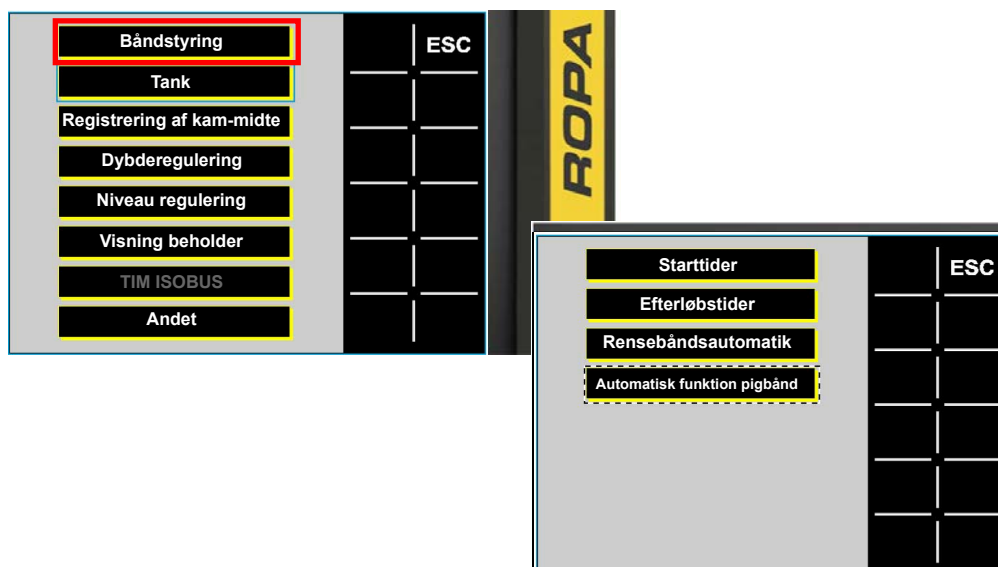 Båndstyring
ESC
Tank
Registrering af kam-midte
Dybderegulering
Niveau regulering
Visning beholder
TIM ISOBUS
Andet
ROPA
Starttider
ESC
Efterløbstider
Rensebåndsautomatik
Automatisk funktion pigbånd